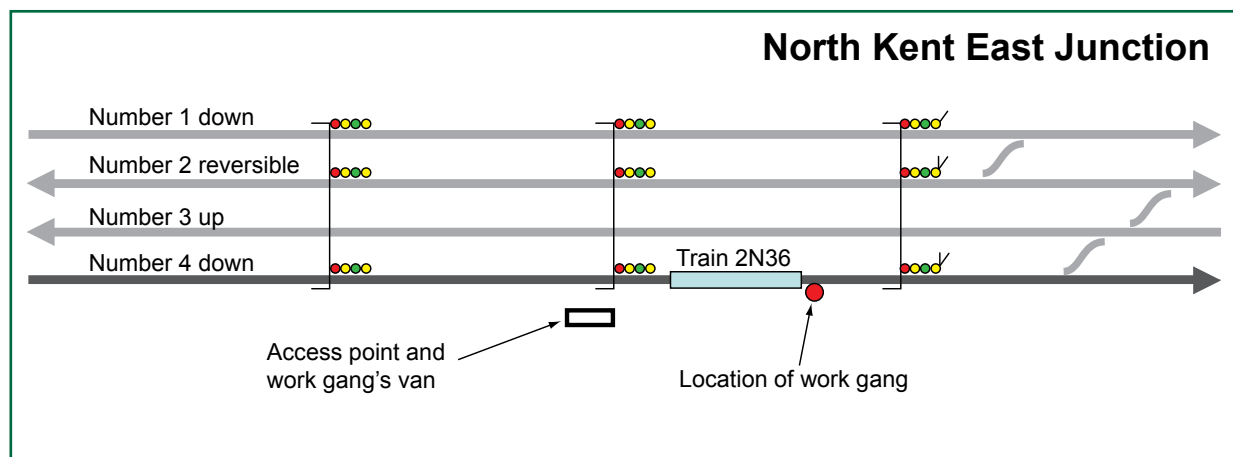 North Kent East Junction
Number 1 down
Number 2 reversible
Number 3 up
Number 4 down
Train 2N36
Access point and
work gang's van
Location of work gang